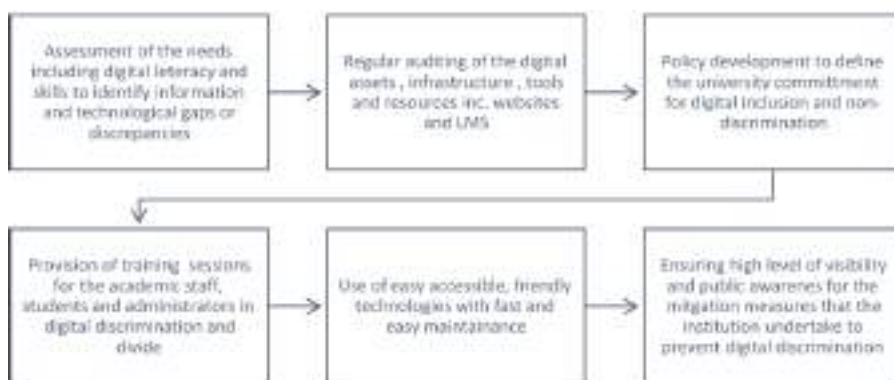 Assessment of the needs
including digital leteracy and
skills to identify information
and technological gaps or
discrepancies
Regular auditing of the digital
assets , infrastructure , tools
and resources inc. websites
and LMS
Policy development to define
the university committment
for digital inclusion and non-
discrimination
Provision of training sessions
for the academic staff,
students and administrators in
digital discrimination and
divide
Use of easy accessible, friendly
technologies with fast and
easy maintainance
Ensuring high level of visibility
and public awarenes for the
mitgation measures that the
institution undertake to
prevent digital discrimination